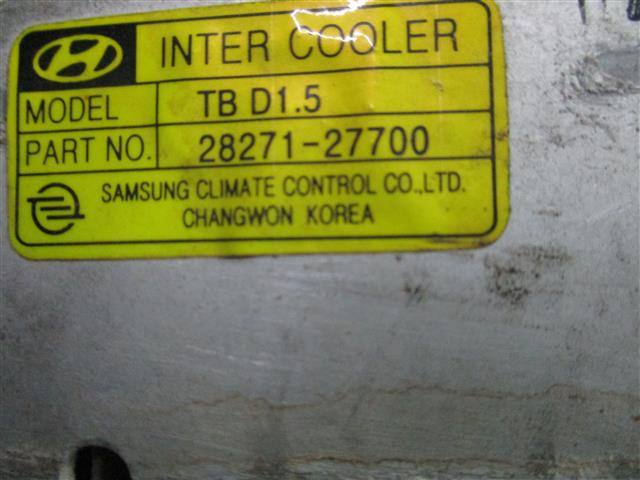 INTER COOLER
MODEL TB D1.5
PART NO. 28271-27700
SAMSUNG CLIMATE CONTROL CO.,LTD.
CHANGWON KOREA